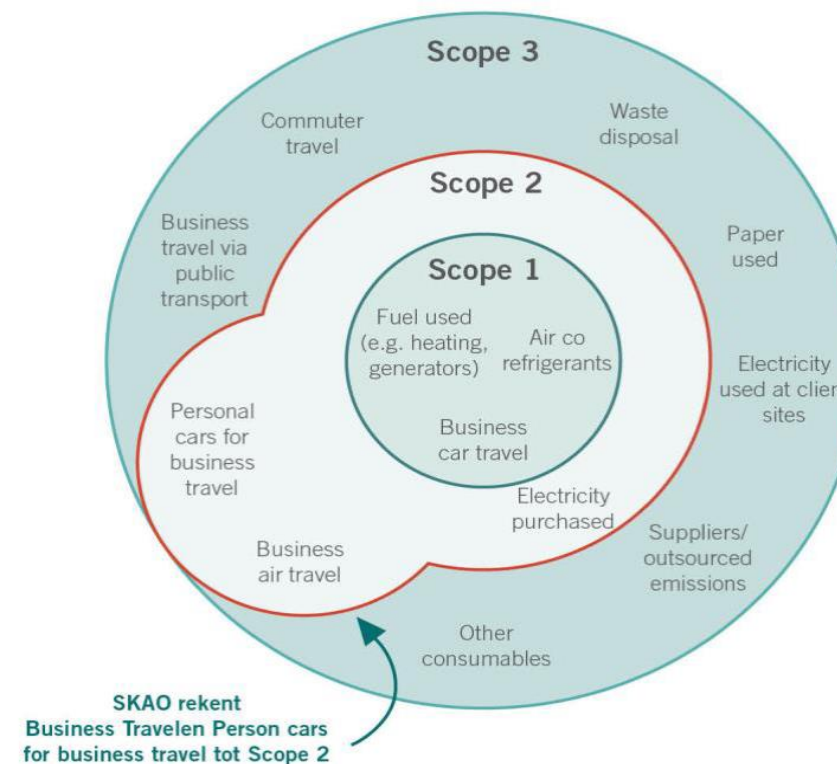 Scope 3
Commuter
travel
Waste
disposal
Scope 2
Business
travel via
public
transport
Paper
used
Scope 1
Fuel used
(e.g. heating,
generators)
Air co
refrigerants
Electricity
used at clien
sites
Business
car travel
Personal
cars for
business
travel
Electricity
purchased
Business
air travel
Suppliers/
outsourced
emissions
Other
consumables
SKAO rekent
Business Travelen Person cars
for business travel tot Scope 2